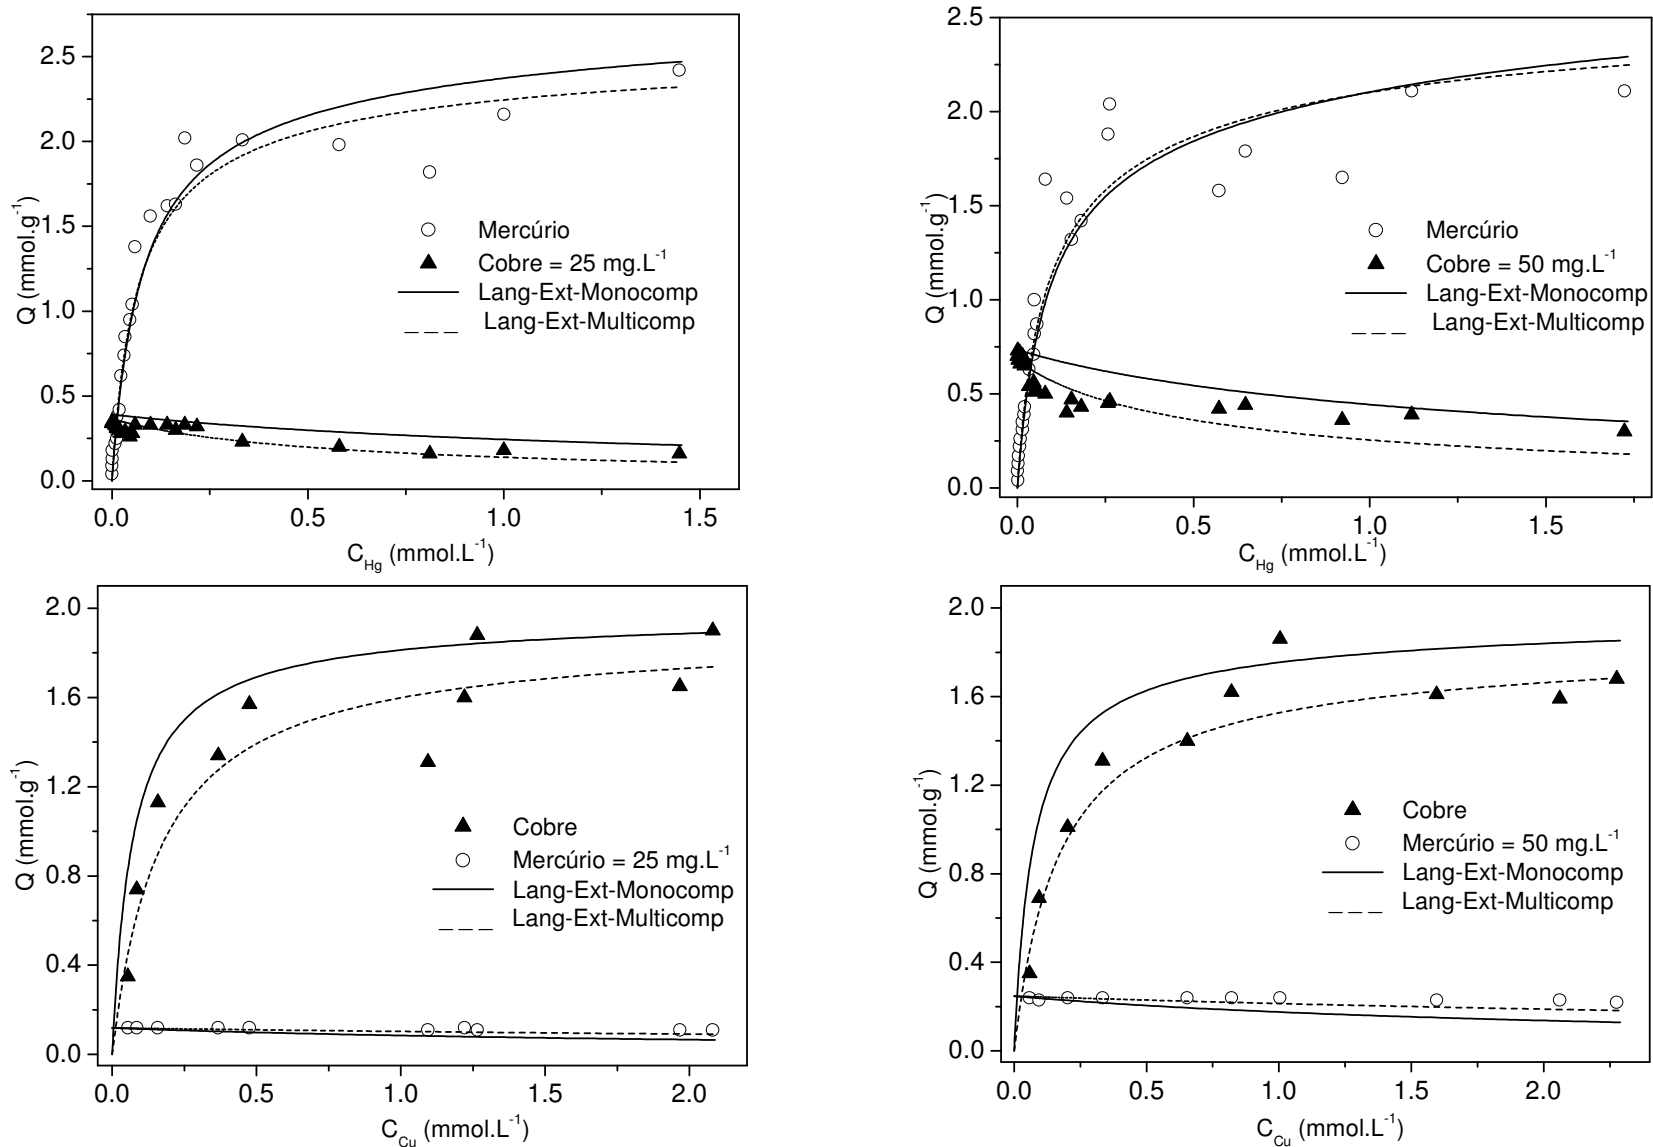 2.5
2.0
1.5
1.0
0.5
0.0
Q (mmol.g⁻¹)
Mercúrio
Cobre = 25 mg.L⁻¹
Lang-Ext-Monocomp
Lang-Ext-Multicomp
0.0 0.5 1.0 1.5
C_Hg (mmol.L⁻¹)
2.5
2.0
1.5
1.0
0.5
0.0
Q (mmol.g⁻¹)
Mercúrio
Cobre = 50 mg.L⁻¹
Lang-Ext-Monocomp
Lang-Ext-Multicomp
0.0 0.5 1.0 1.5
C_Hg (mmol.L⁻¹)
2.0
1.6
1.2
0.8
0.4
0.0
Q (mmol.g⁻¹)
Cobre
Mercúrio = 25 mg.L⁻¹
Lang-Ext-Monocomp
Lang-Ext-Multicomp
0.0 0.5 1.0 1.5 2.0
C_Cu (mmol.L⁻¹)
2.0
1.6
1.2
0.8
0.4
0.0
Q (mmol.g⁻¹)
Cobre
Mercúrio = 50 mg.L⁻¹
Lang-Ext-Monocomp
Lang-Ext-Multicomp
0.0 0.5 1.0 1.5 2.0
C_Cu (mmol.L⁻¹)